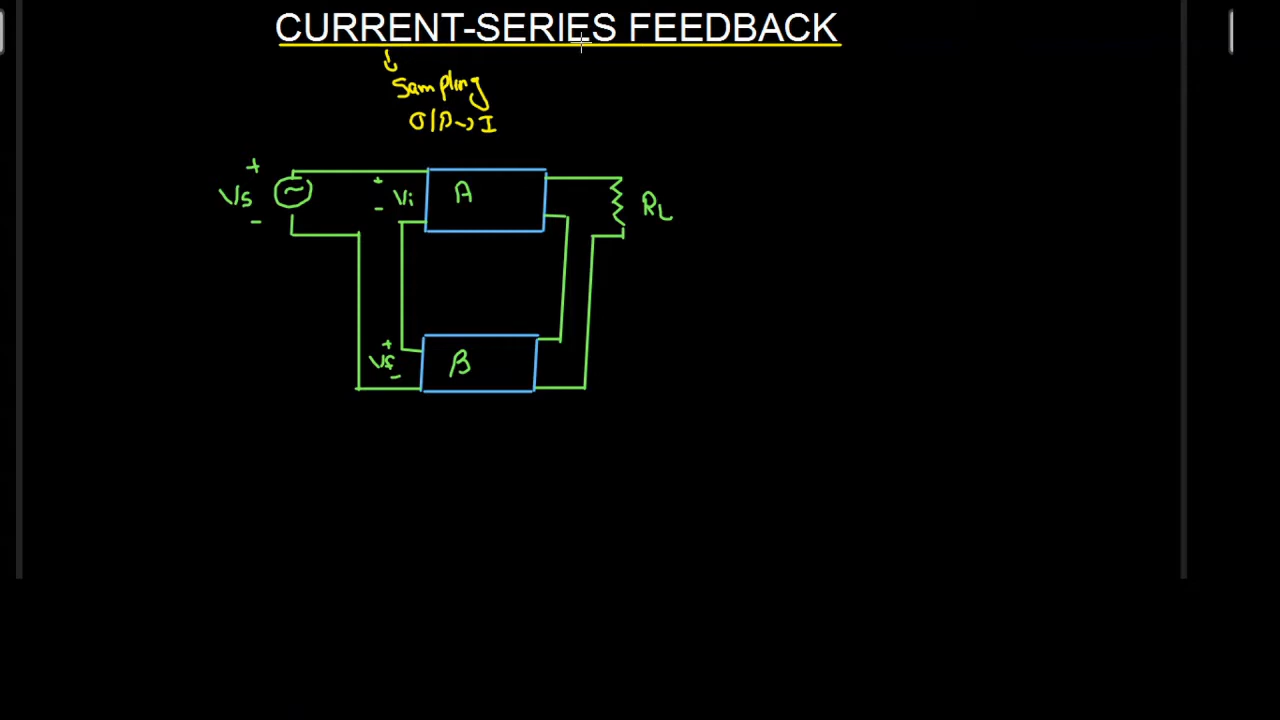 CURRENT-SERIES FEEDBACK
Sampling
O/P → I
+
Vs
-
+
Vi
-
A
RL
+
Vf
-
β